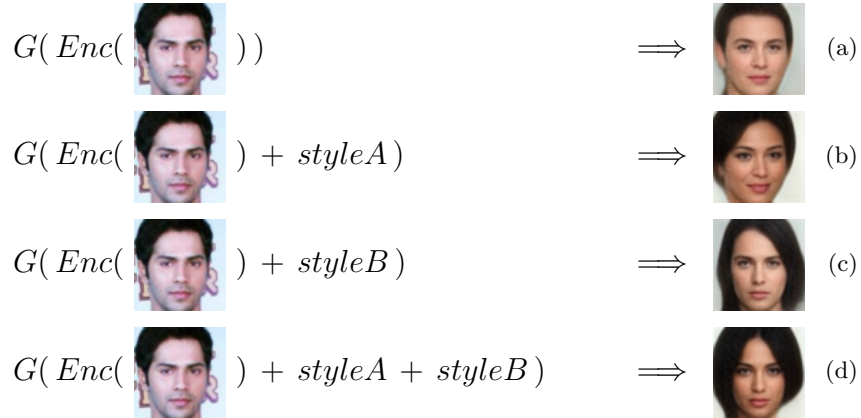 G( Enc( ) ) ⟹ (a)
G( Enc( ) + styleA ) ⟹ (b)
G( Enc( ) + styleB ) ⟹ (c)
G( Enc( ) + styleA + styleB ) ⟹ (d)